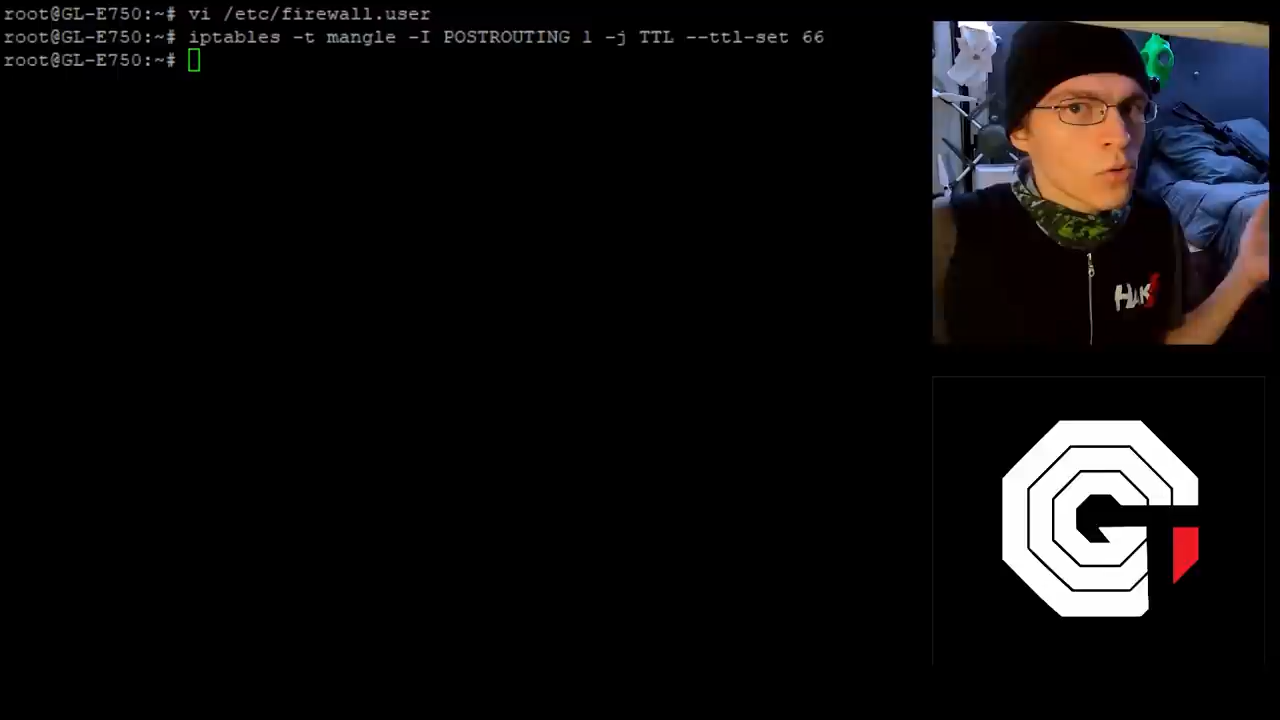 root@GL-E750:~# vi /etc/firewall.user
root@GL-E750:~# iptables -t mangle -I POSTROUTING 1 -j TTL --ttl-set 66
root@GL-E750:~#
HAK5